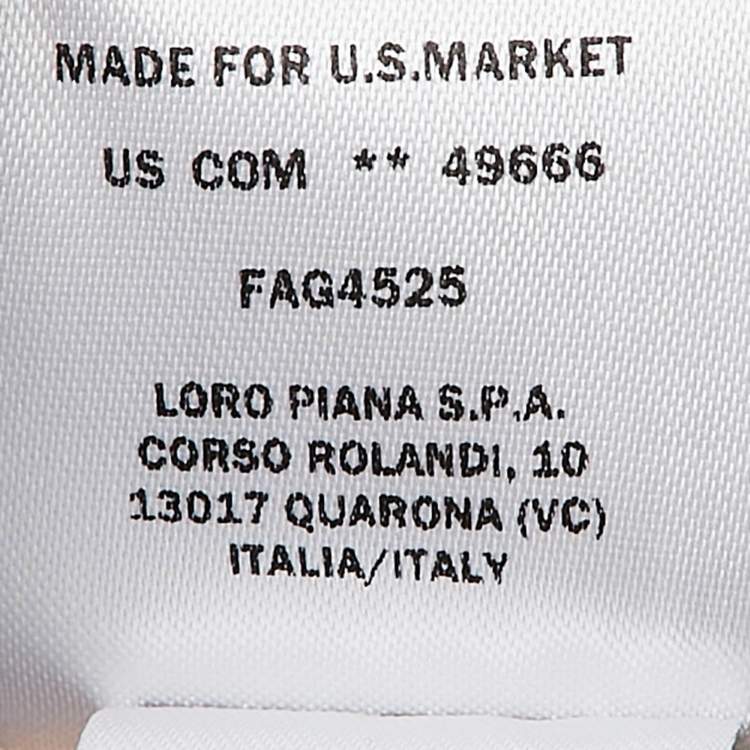 MADE FOR U.S.MARKET
US COM ** 49666
FAG4525
LORO PIANA S.P.A.
CORSO ROLANDI, 10
13017 QUARONA (VC)
ITALIA/ITALY